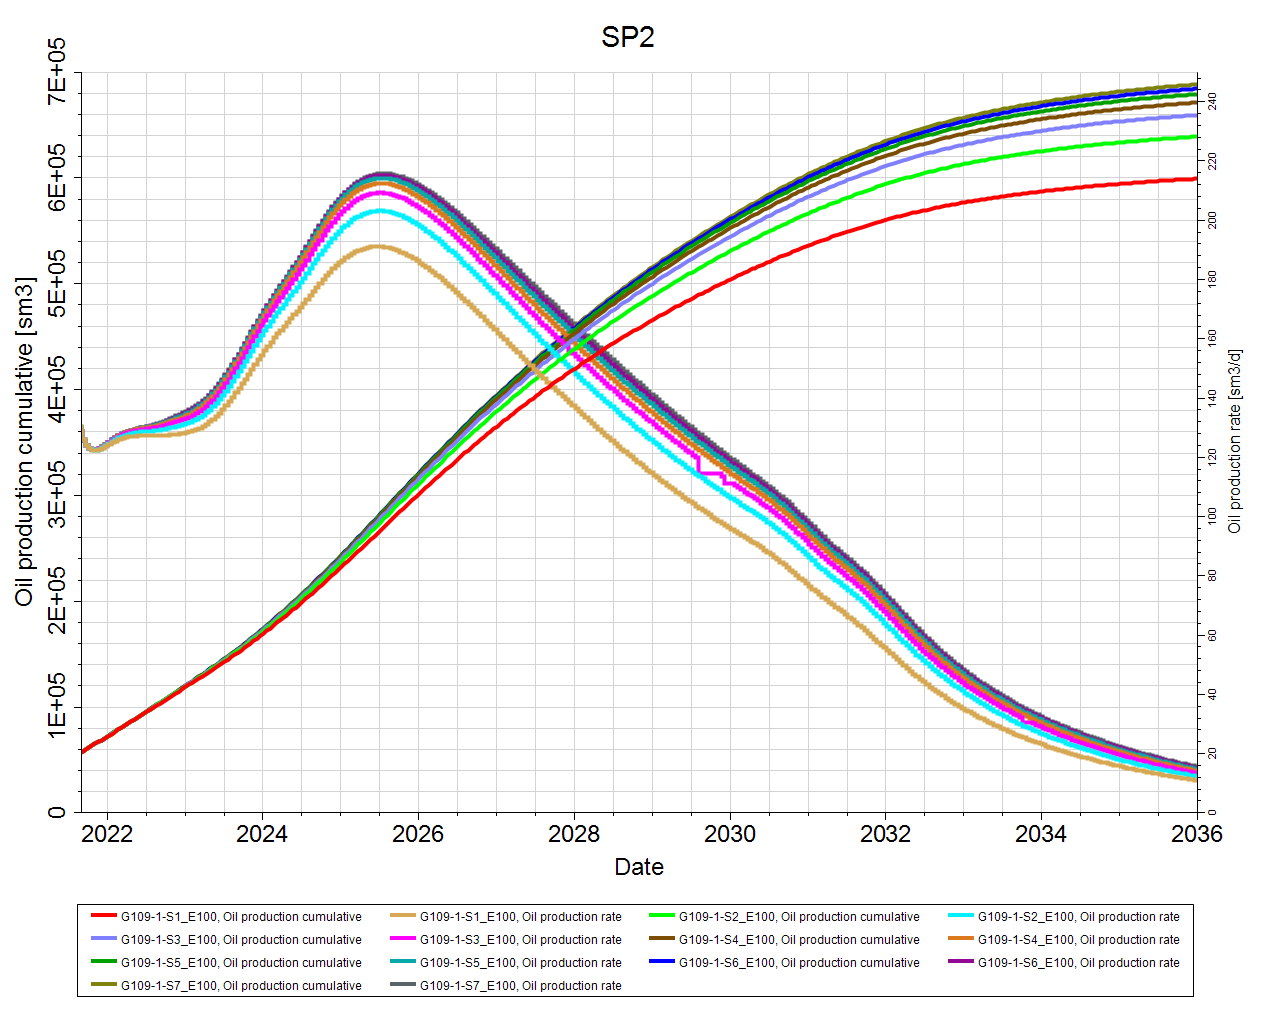 SP2
Oil production cumulative [sm3]
7E+05
6E+05
5E+05
4E+05
3E+05
2E+05
1E+05
0
240
220
200
180
160
140
120
100
80
60
40
20
0
Oil production rate [sm3/d]
2022 2024 2026 2028 2030 2032 2034 2036
Date
G109-1-S1_E100, Oil production cumulative G109-1-S1_E100, Oil production rate G109-1-S2_E100, Oil production cumulative G109-1-S2_E100, Oil production rate
G109-1-S3_E100, Oil production cumulative G109-1-S3_E100, Oil production rate G109-1-S4_E100, Oil production cumulative G109-1-S4_E100, Oil production rate
G109-1-S5_E100, Oil production cumulative G109-1-S5_E100, Oil production rate G109-1-S6_E100, Oil production cumulative G109-1-S6_E100, Oil production rate
G109-1-S7_E100, Oil production cumulative G109-1-S7_E100, Oil production rate